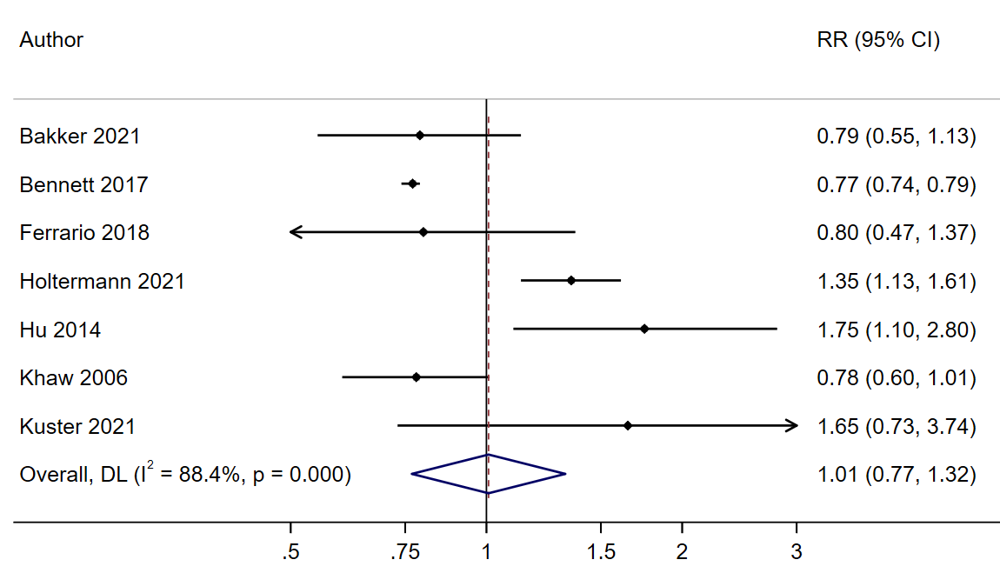 Author RR (95% CI)
Bakker 2021 0.79 (0.55, 1.13)
Bennett 2017 0.77 (0.74, 0.79)
Ferrario 2018 0.80 (0.47, 1.37)
Holtermann 2021 1.35 (1.13, 1.61)
Hu 2014 1.75 (1.10, 2.80)
Khaw 2006 0.78 (0.60, 1.01)
Kuster 2021 1.65 (0.73, 3.74)
Overall, DL (I² = 88.4%, p = 0.000) 1.01 (0.77, 1.32)
.5 .75 1 1.5 2 3